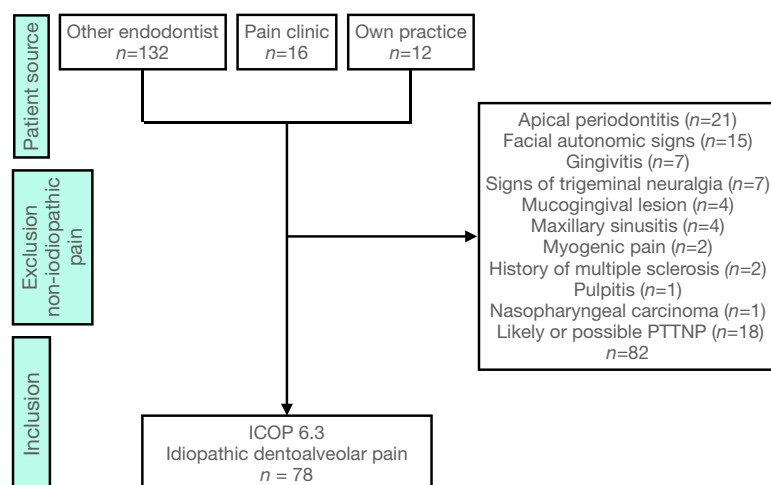 Patient source
Other endodontist
n=132
Pain clinic
n=16
Own practice
n=12
Exclusion
non-iodiopathic
pain
Apical periodontitis (n=21)
Facial autonomic signs (n=15)
Gingivitis (n=7)
Signs of trigeminal neuralgia (n=7)
Mucogingival lesion (n=4)
Maxillary sinusitis (n=4)
Myogenic pain (n=2)
History of multiple sclerosis (n=2)
Pulpitis (n=1)
Nasopharyngeal carcinoma (n=1)
Likely or possible PTTNP (n=18)
n=82
Inclusion
ICOP 6.3
Idiopathic dentoalveolar pain
n = 78